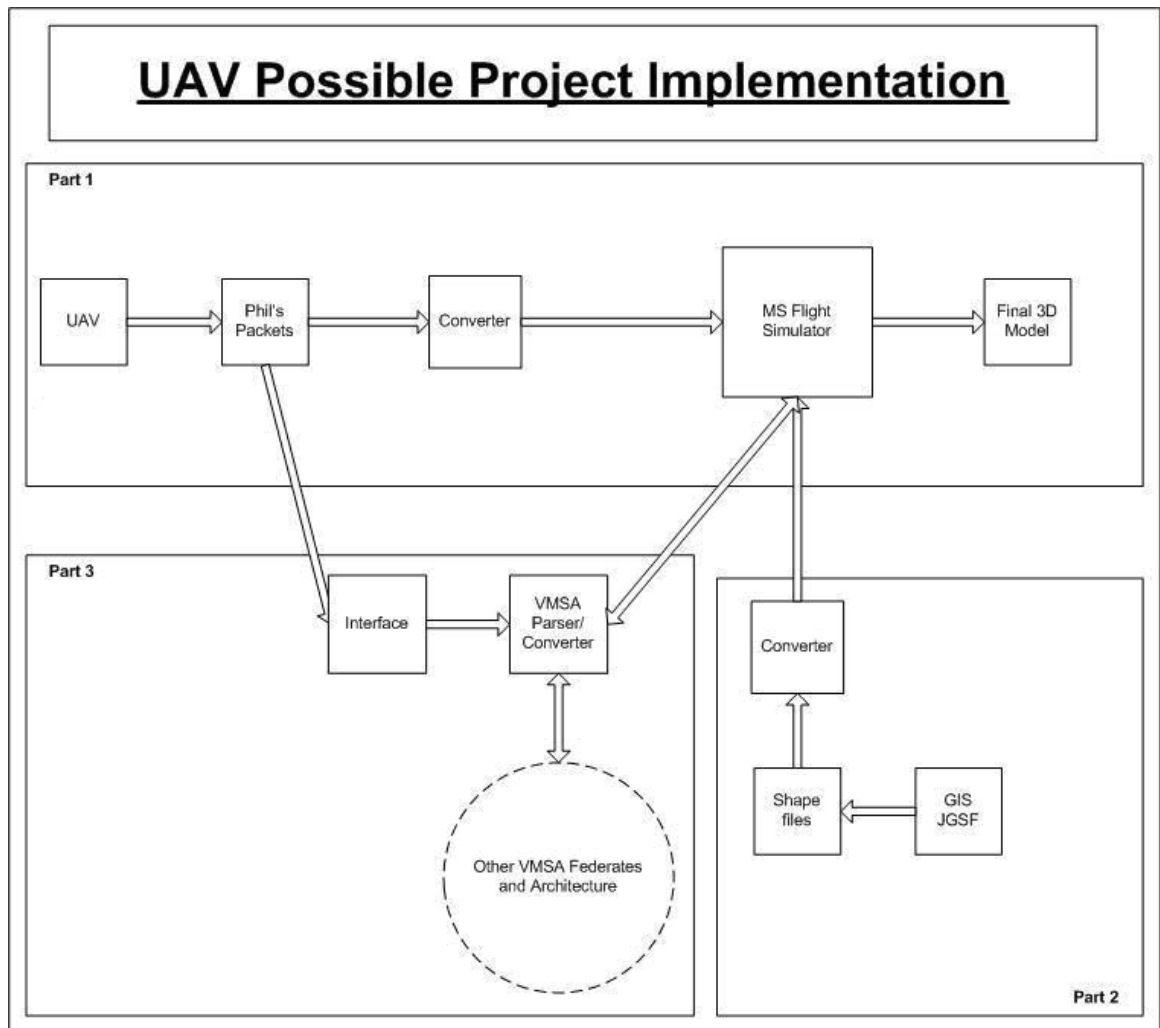 UAV Possible Project Implementation
Part 1
UAV
Phil's
Packets
Converter
MS Flight
Simulator
Final 3D
Model
Part 3
Interface
VMSA
Parser/
Converter
Other VMSA Federates
and Architecture
Converter
Shape
files
GIS
JGSF
Part 2